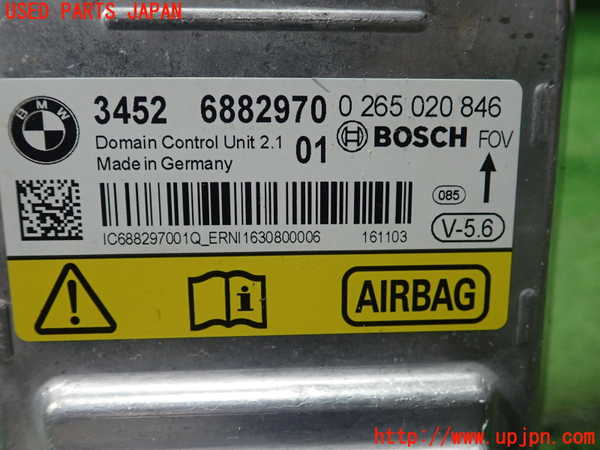 USED PARTS JAPAN
BMW
3452 6882970 0 265 020 846
Domain Control Unit 2.1 01 BOSCH FOV
Made in Germany
085
IC688297001Q_ERNI1630800006 161103
V-5.6
AIRBAG
http://www.upjpn.com/